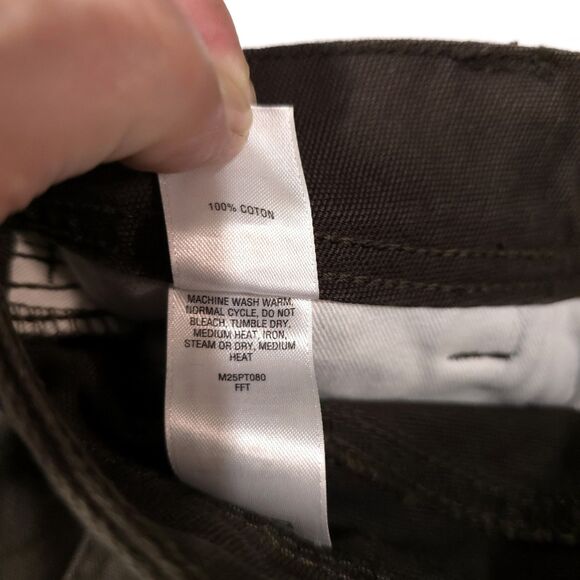 100% COTON
MACHINE WASH WARM,
NORMAL CYCLE, DO NOT
BLEACH, TUMBLE DRY,
MEDIUM HEAT, IRON,
STEAM OR DRY, MEDIUM
HEAT
M25PT080
FFT